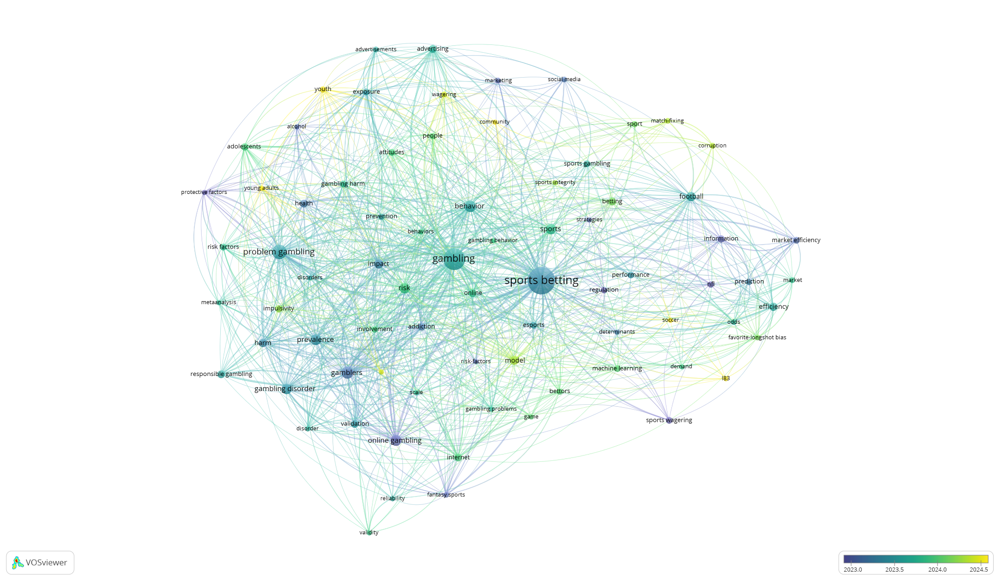 advertisements
advertising
marketing
social media
youth
exposure
wagering
community
sport
match-fixing
alcohol
people
corruption
adolescents
attitudes
sports gambling
gambling harm
sports integrity
young adults
protective factors
health
behavior
betting
football
prevention
strategies
behaviors
sports
gambling behavior
information
market efficiency
risk factors
problem gambling
gambling
impact
disorders
sports betting
performance
nfl
prediction
market
risk
online
regulation
metaanalysis
impulsivity
efficiency
involvement
addiction
esports
soccer
odds
determinants
favorite-longshot bias
harm
prevalence
risk-factors
model
machine learning
demand
responsible gambling
gamblers
l83
gambling disorder
scale
bettors
gambling problems
game
sports wagering
disorder
validation
online gambling
internet
reliability
fantasy sports
validity
VOSviewer
2023.0 2023.5 2024.0 2024.5